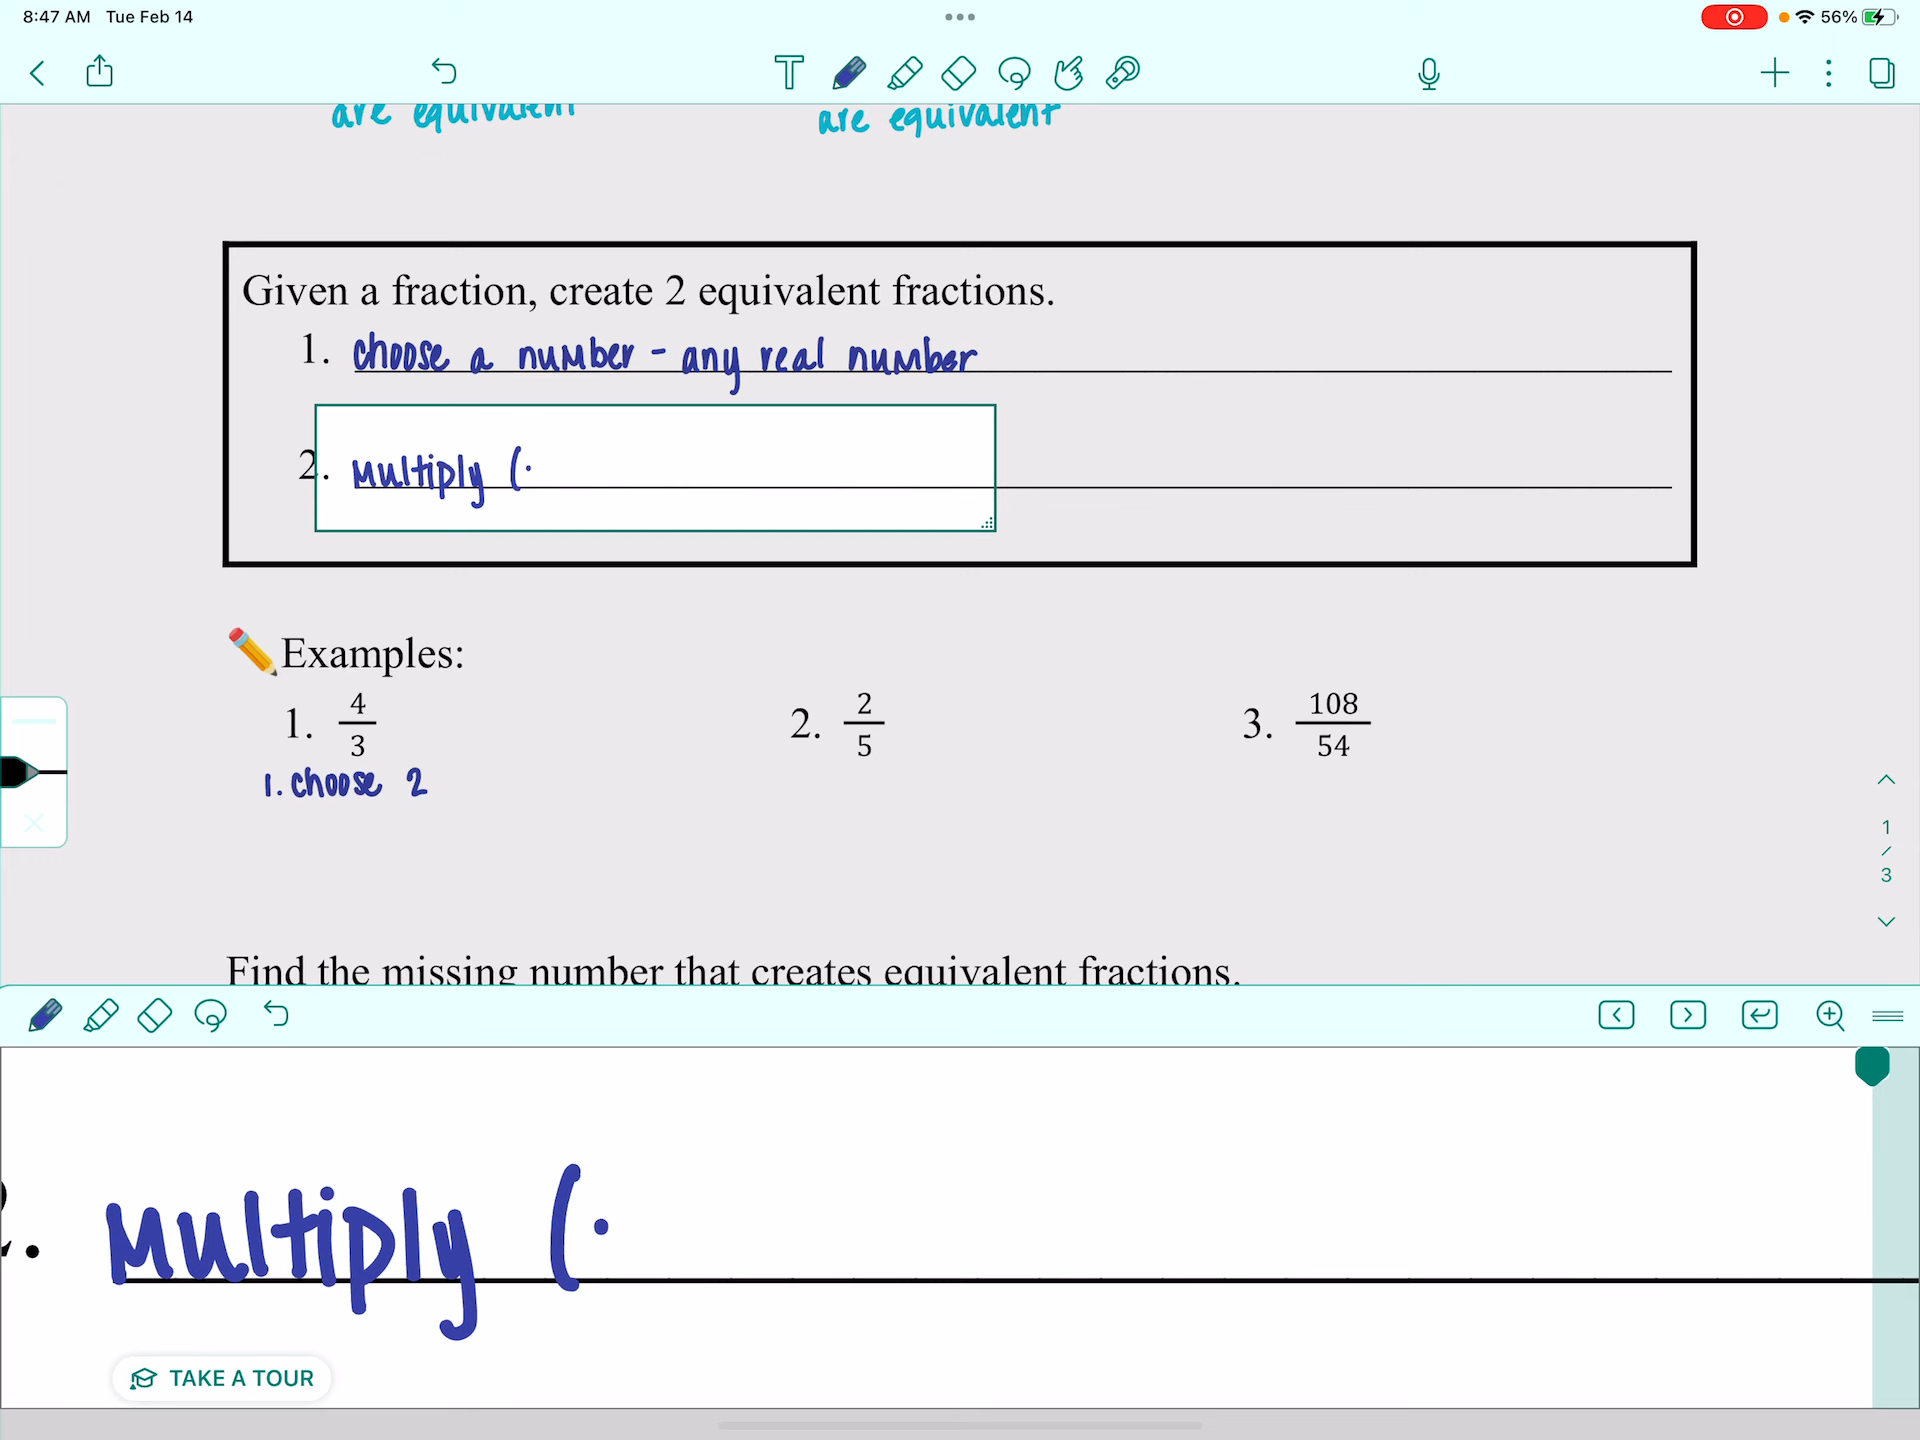 8:47 AM Tue Feb 14
56%
are equivalent are equivalent
Given a fraction, create 2 equivalent fractions.
1. choose a number - any real number
2. Multiply (·
Examples:
1. 4/3 2. 2/5 3. 108/54
1. choose 2
1
/
3
Find the missing number that creates equivalent fractions.
2. Multiply (·
TAKE A TOUR